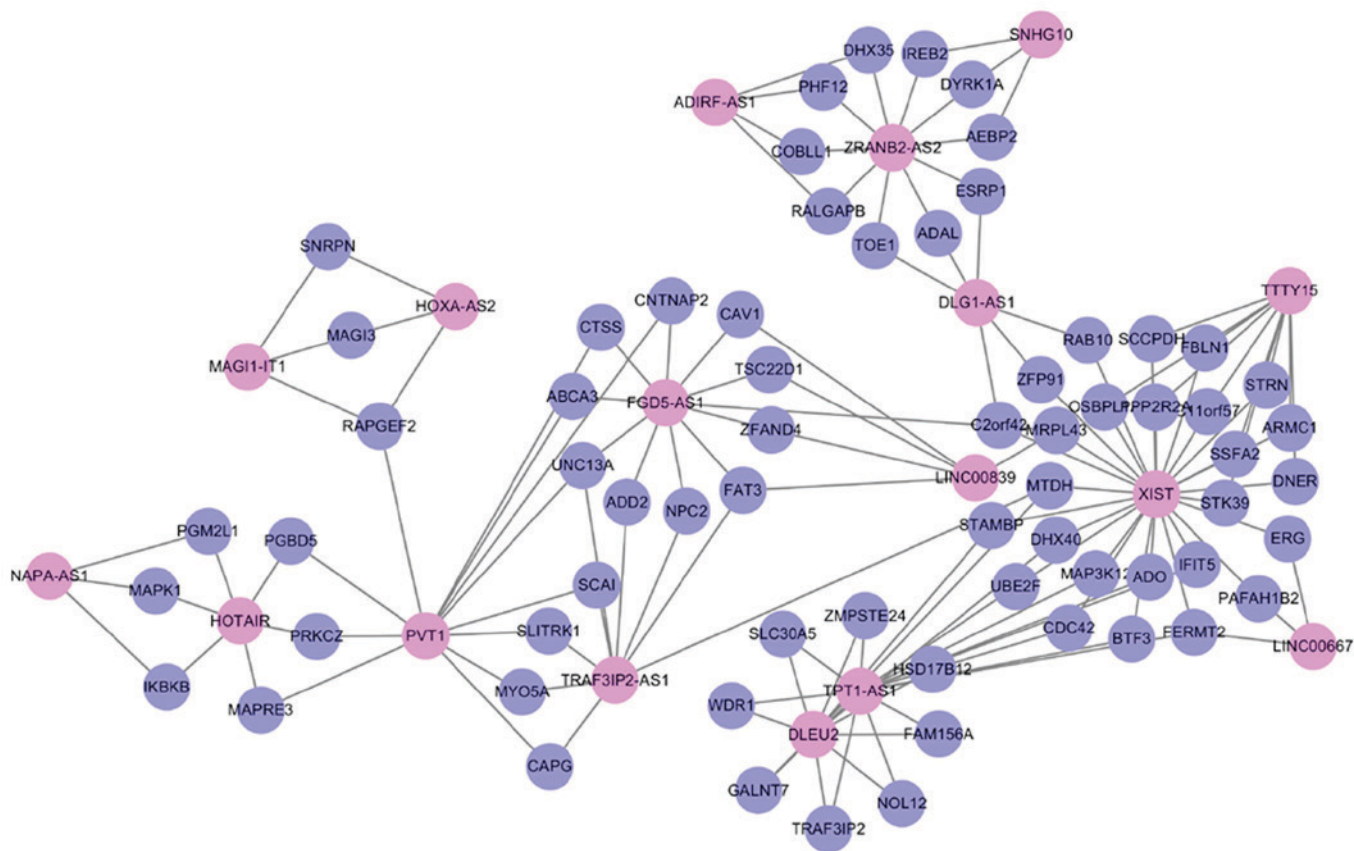 SNHG10
DHX35
IREB2
PHF12
DYRK1A
ADIRF-AS1
AEBP2
ZRANB2-AS2
COBLL1
ESRP1
RALGAPB
ADAL
TOE1
SNRPN
HOXA-AS2
MAGI3
MAGI1-IT1
RAPGEF2
CNTNAP2
CAV1
CTSS
TSC22D1
ABCA3
FGD5-AS1
ZFAND4
UNC13A
ADD2
NPC2
FAT3
DLG1-AS1
TTTY15
RAB10
SCCPDH
FBLN1
ZFP91
STRN
PPP2R2A
C2orf42
MRPL43
ARMC1
SSFA2
LINC00839
MTDH
XIST
DNER
STK39
STAMBP
DHX40
ERG
UBE2F
MAP3K12
ADO
IFIT5
PAFAH1B2
CDC42
BTF3
FERMT2
LINC00667
PGM2L1
PGBD5
NAPA-AS1
MAPK1
HOTAIR
PRKCZ
PVT1
IKBKB
MAPRE3
SCAI
SLITRK1
TRAF3IP2-AS1
MYO5A
CAPG
ZMPSTE24
SLC30A5
HSD17B12
TPT1-AS1
WDR1
DLEU2
FAM156A
GALNT7
NOL12
TRAF3IP2